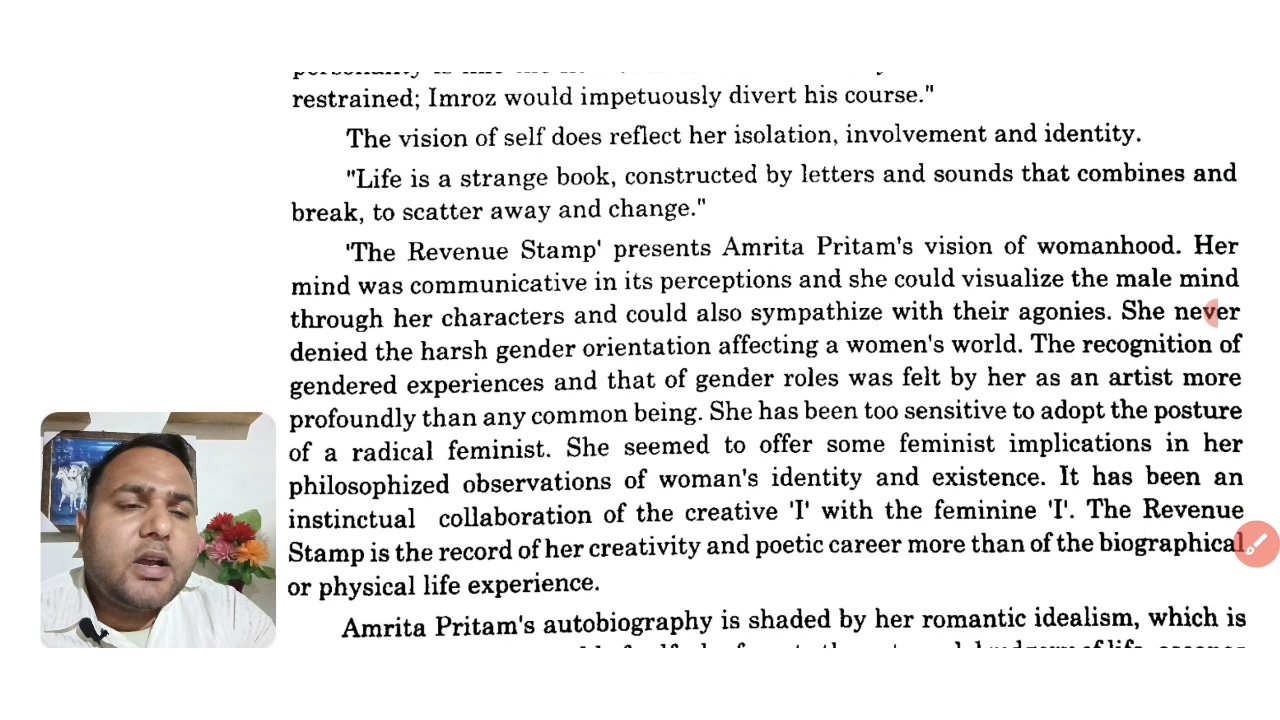 restrained; Imroz would impetuously divert his course."
The vision of self does reflect her isolation, involvement and identity.
"Life is a strange book, constructed by letters and sounds that combines and
break, to scatter away and change."
'The Revenue Stamp' presents Amrita Pritam's vision of womanhood. Her
mind was communicative in its perceptions and she could visualize the male mind
through her characters and could also sympathize with their agonies. She never
denied the harsh gender orientation affecting a women's world. The recognition of
gendered experiences and that of gender roles was felt by her as an artist more
profoundly than any common being. She has been too sensitive to adopt the posture
of a radical feminist. She seemed to offer some feminist implications in her
philosophized observations of woman's identity and existence. It has been an
instinctual collaboration of the creative 'I' with the feminine 'I'. The Revenue
Stamp is the record of her creativity and poetic career more than of the biographical
or physical life experience.
Amrita Pritam's autobiography is shaded by her romantic idealism, which is